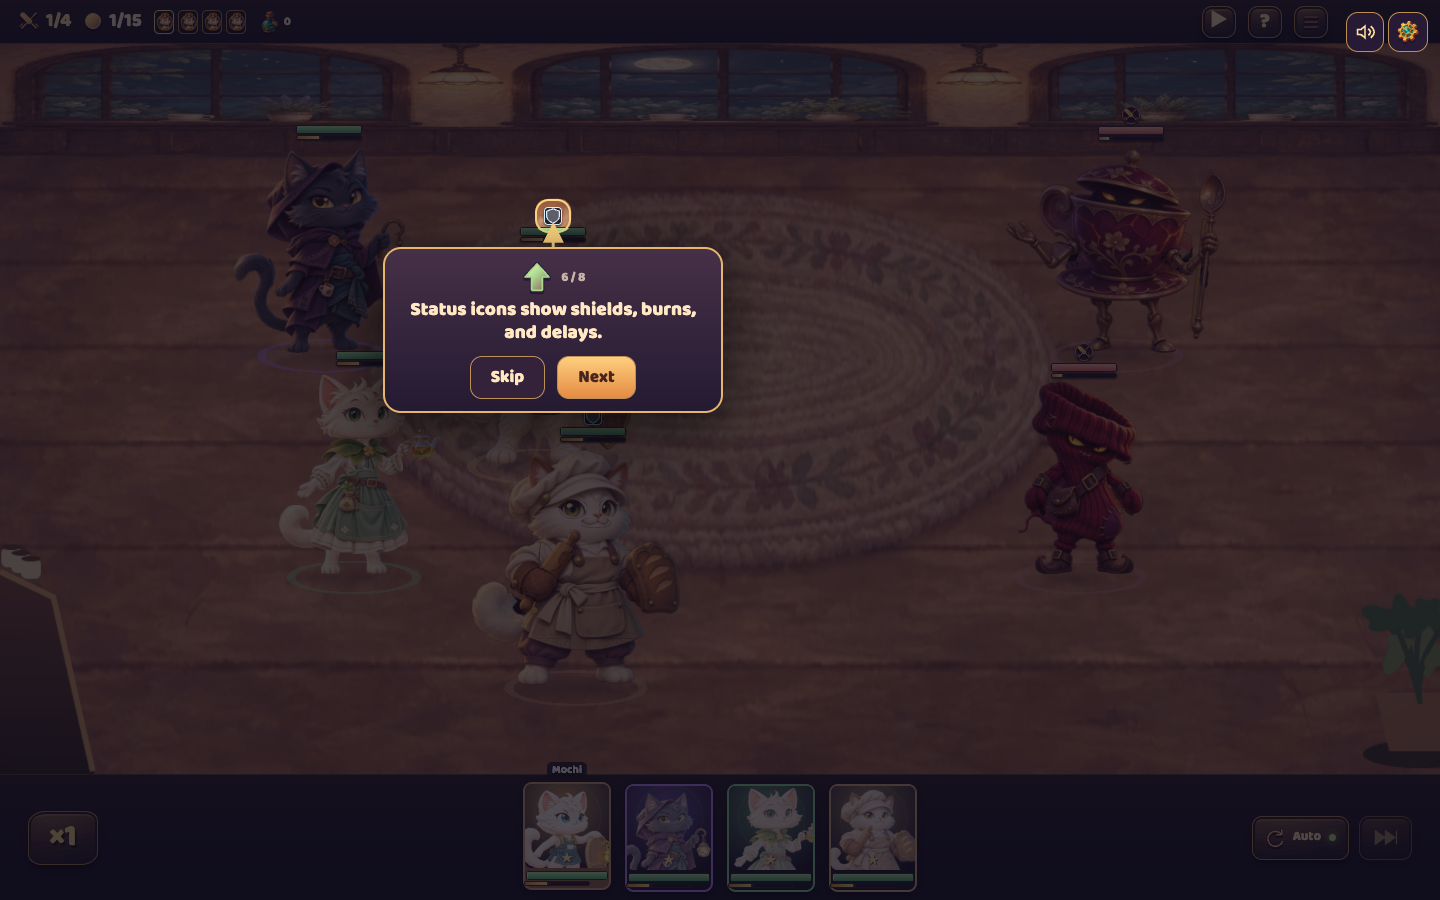 1/4
1/15
0
?
6 / 8
Status icons show shields, burns,
and delays.
Skip
Next
Mochi
×1
Auto